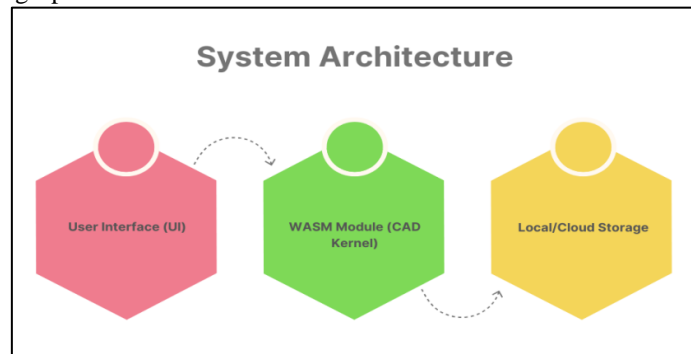 System Architecture
User Interface (UI)
WASM Module (CAD
Kernel)
Local/Cloud Storage